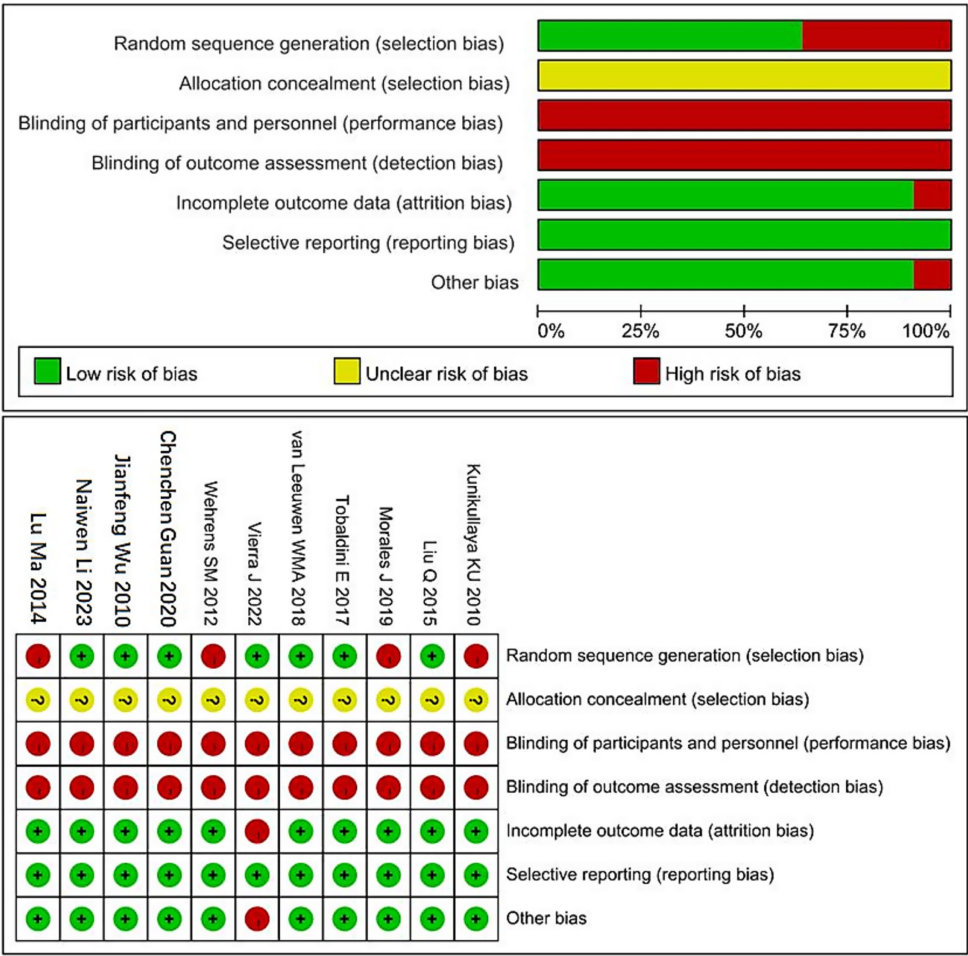 Random sequence generation (selection bias)
Allocation concealment (selection bias)
Blinding of participants and personnel (performance bias)
Blinding of outcome assessment (detection bias)
Incomplete outcome data (attrition bias)
Selective reporting (reporting bias)
Other bias
0% 25% 50% 75% 100%
Low risk of bias Unclear risk of bias High risk of bias
Lu Ma 2014
Naiwen Li 2023
Jianfeng Wu 2010
Chenchen Guan 2020
Wehrens SM 2012
Vierra J 2022
van Leeuwen WMA 2018
Tobaldini E 2017
Morales J 2019
Liu Q 2015
Kunikullaya KU 2010
- + + + - + + + - + - Random sequence generation (selection bias)
? ? ? ? ? ? ? ? ? ? ? Allocation concealment (selection bias)
- - - - - - - - - - - Blinding of participants and personnel (performance bias)
- - - - - - - - - - - Blinding of outcome assessment (detection bias)
+ + + + + - + + + + + Incomplete outcome data (attrition bias)
+ + + + + + + + + + + Selective reporting (reporting bias)
+ + + + + - + + + + + Other bias